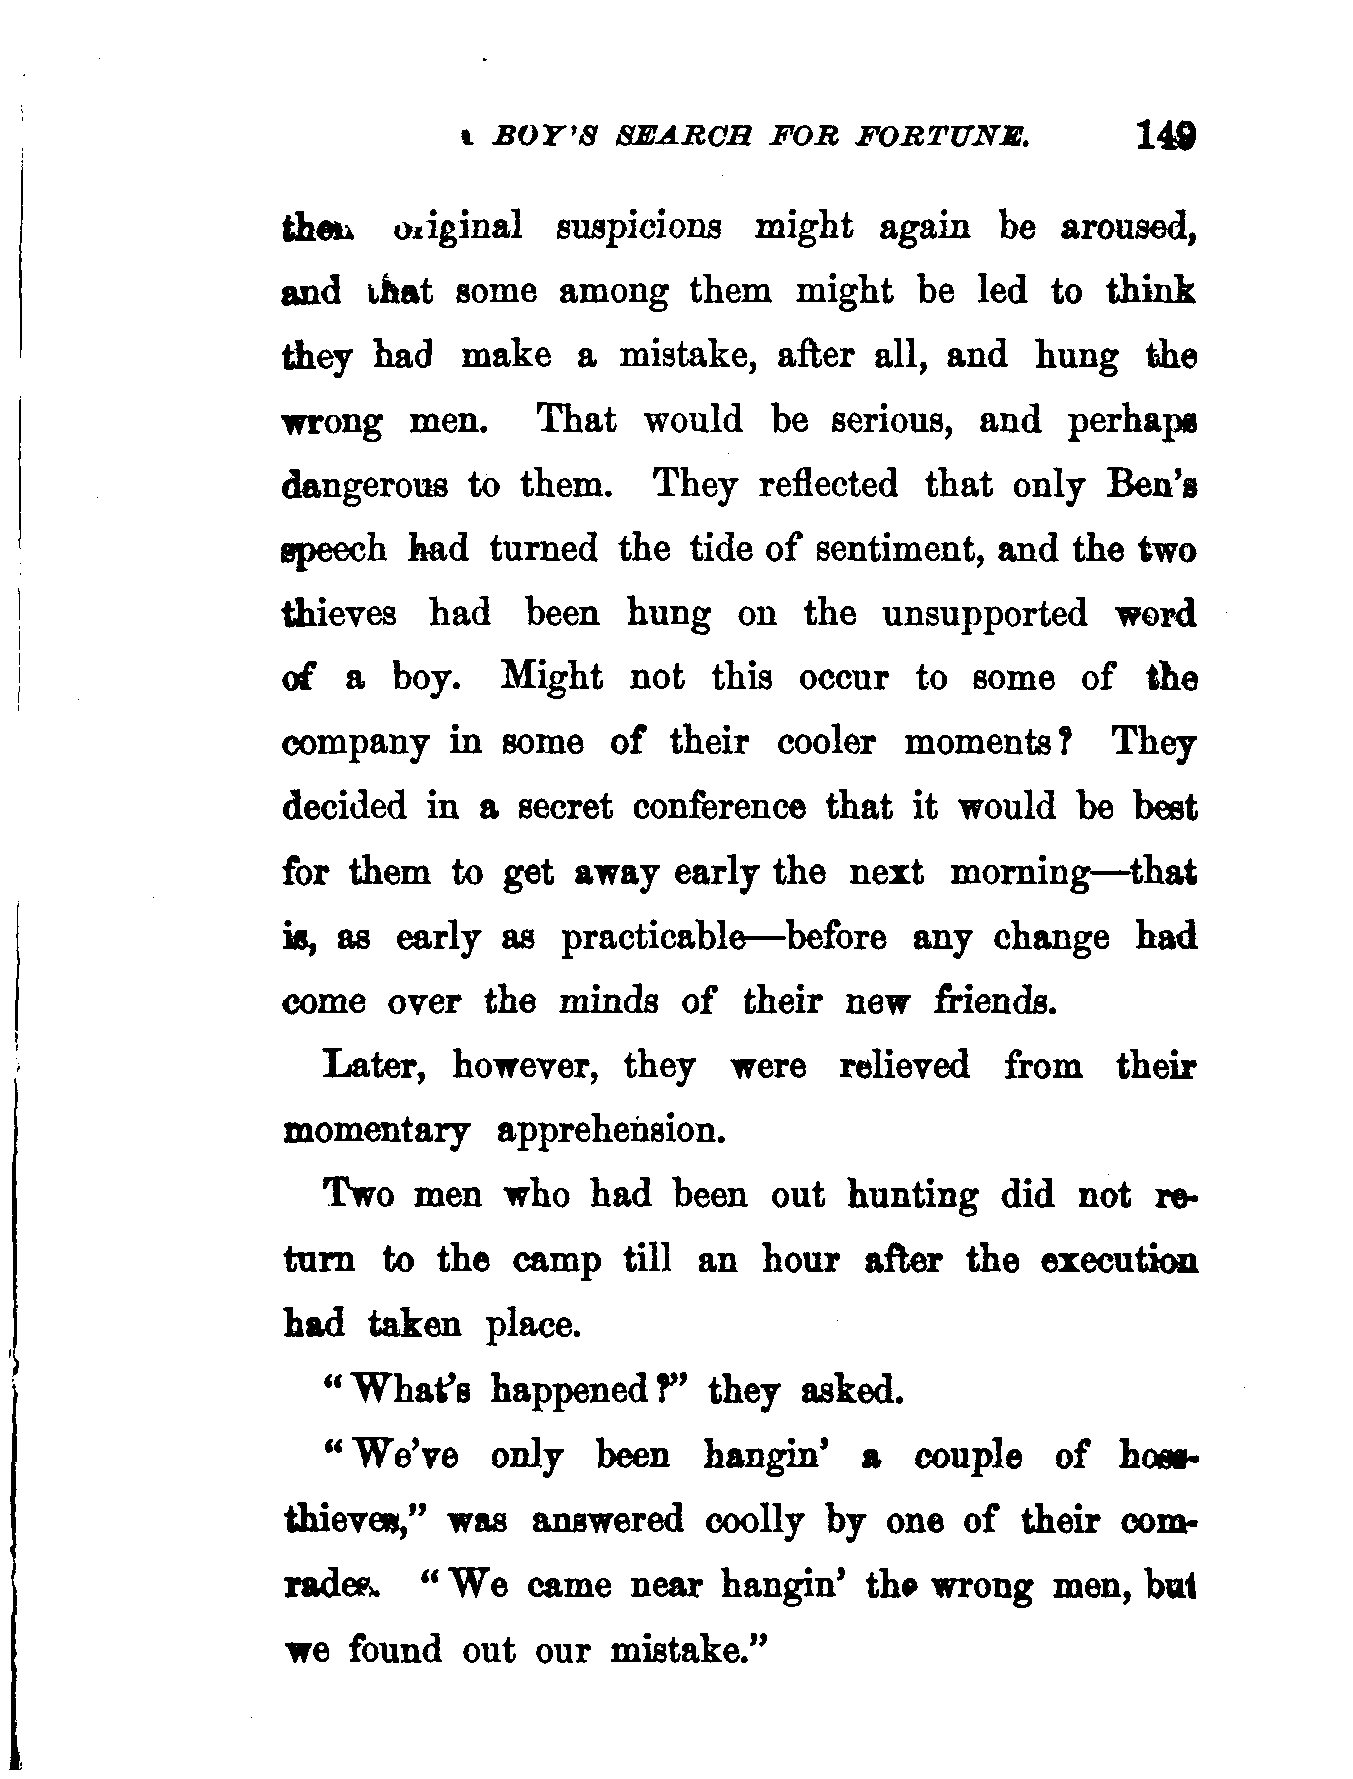 BOY'S SEARCH FOR FORTUNE. 149
original suspicions might again be aroused,
and that some among them might be led to think
they had make a mistake, after all, and hung the
wrong men. That would be serious, and perhaps
dangerous to them. They reflected that only Ben's
speech had turned the tide of sentiment, and the two
thieves had been hung on the unsupported word
of a boy. Might not this occur to some of the
company in some of their cooler moments? They
decided in a secret conference that it would be best
for them to get away early the next morning—that
is, as early as practicable—before any change had
come over the minds of their new friends.
Later, however, they were relieved from their
momentary apprehension.
Two men who had been out hunting did not re-
turn to the camp till an hour after the execution
had taken place.
"What's happened?" they asked.
"We've only been hangin' a couple of hoss-
thieves," was answered coolly by one of their com-
rades. "We came near hangin' the wrong men, but
we found out our mistake."